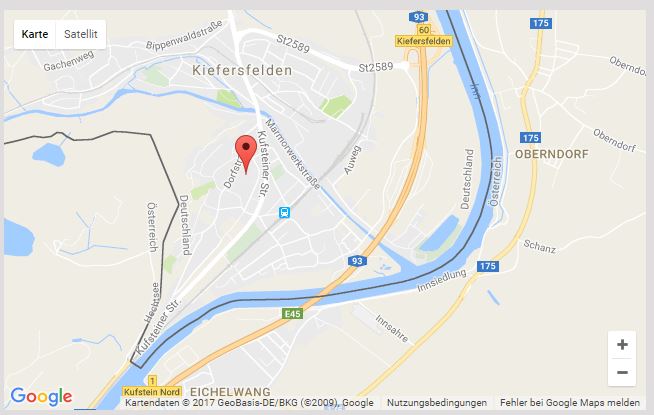 Karte
Satellit
Gachenweg
Bippenwaldstraße
St2589
93
60
Kiefersfelden
St2589
175
Kiefersfelden
Inn
Oberndorf
Oberndorf
175
OBERNDORF
Marmorwerkstraße
Kufsteiner Str.
Dorfstr
Auweg
Deutschland
Österreich
Österreich
Deutschland
Schanz
93
175
Innsiedlung
Hechtsee
Kufsteiner Str.
E45
Innsahre
1
Kufstein Nord
EICHELWANG
+
−
Google
Kartendaten © 2017 GeoBasis-DE/BKG (©2009), Google
Nutzungsbedingungen
Fehler bei Google Maps melden